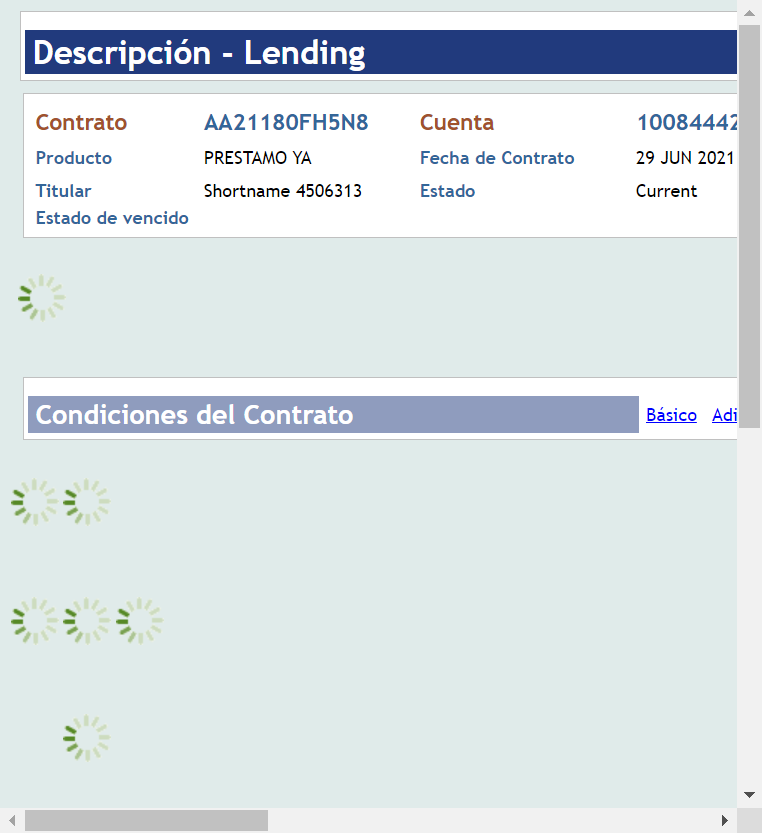 Descripción - Lending
Contrato AA21180FH5N8 Cuenta 10084442
Producto PRESTAMO YA Fecha de Contrato 29 JUN 2021
Titular Shortname 4506313 Estado Current
Estado de vencido
Condiciones del Contrato Básico Adi